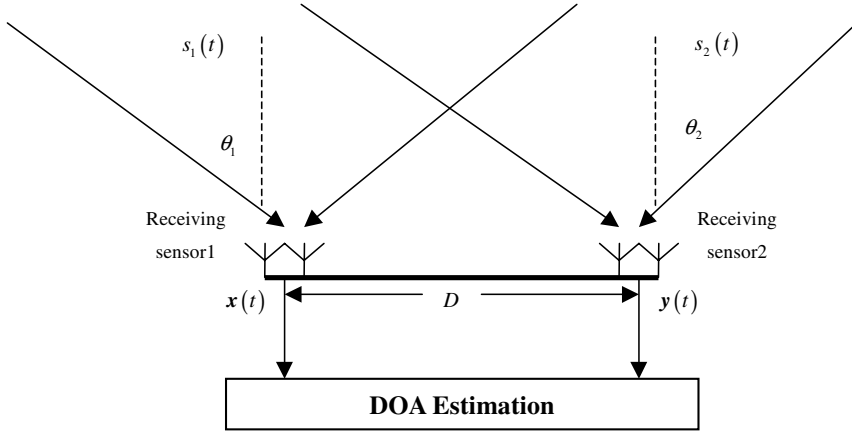 s₁(t) s₂(t)
θ₁ θ₂
Receiving
sensor1
Receiving
sensor2
x(t) D y(t)
DOA Estimation